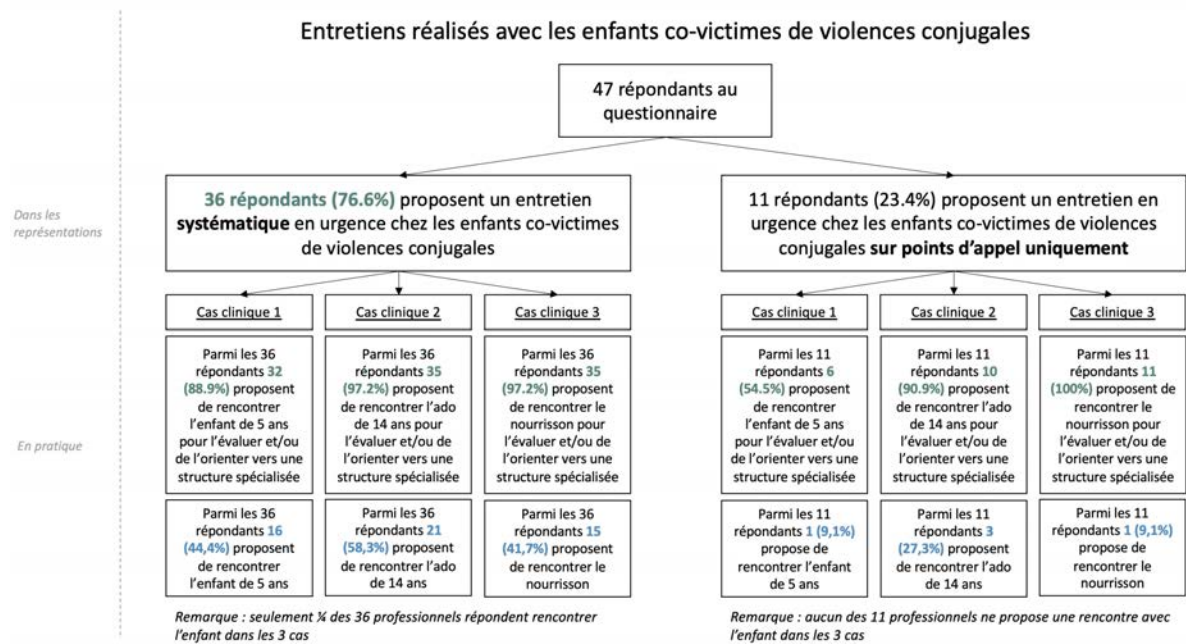 Entretiens réalisés avec les enfants co-victimes de violences conjugales
47 répondants au
questionnaire
Dans les
représentations
36 répondants (76.6%) proposent un entretien
systématique en urgence chez les enfants co-victimes
de violences conjugales
11 répondants (23.4%) proposent un entretien en
urgence chez les enfants co-victimes de violences
conjugales sur points d'appel uniquement
En pratique
Cas clinique 1
Parmi les 36
répondants 32
(88.9%) proposent
de rencontrer
l'enfant de 5 ans
pour l'évaluer et/ou
de l'orienter vers une
structure spécialisée
Parmi les 36
répondants 16
(44,4%) proposent
de rencontrer
l'enfant de 5 ans
Cas clinique 2
Parmi les 36
répondants 35
(97.2%) proposent
de rencontrer l'ado
de 14 ans pour
l'évaluer et/ou de
l'orienter vers une
structure spécialisée
Parmi les 36
répondants 21
(58,3%) proposent
de rencontrer l'ado
de 14 ans
Cas clinique 3
Parmi les 36
répondants 35
(97.2%) proposent
de rencontrer le
nourrisson pour
l'évaluer et/ou de
l'orienter vers une
structure spécialisée
Parmi les 36
répondants 15
(41,7%) proposent
de rencontrer le
nourrisson
Remarque : seulement ¼ des 36 professionnels répondent rencontrer
l'enfant dans les 3 cas
Cas clinique 1
Parmi les 11
répondants 6
(54.5%) proposent
de rencontrer
l'enfant de 5 ans
pour l'évaluer et/ou
de l'orienter vers une
structure spécialisée
Parmi les 11
répondants 1 (9,1%)
propose de
rencontrer l'enfant
de 5 ans
Cas clinique 2
Parmi les 11
répondants 10
(90.9%) proposent
de rencontrer l'ado
de 14 ans pour
l'évaluer et/ou de
l'orienter vers une
structure spécialisée
Parmi les 11
répondants 3
(27,3%) proposent
de rencontrer l'ado
de 14 ans
Cas clinique 3
Parmi les 11
répondants 11
(100%) proposent de
rencontrer le
nourrisson pour
l'évaluer et/ou de
l'orienter vers une
structure spécialisée
Parmi les 11
répondants 1 (9,1%)
propose de
rencontrer le
nourrisson
Remarque : aucun des 11 professionnels ne propose une rencontre avec
l'enfant dans les 3 cas